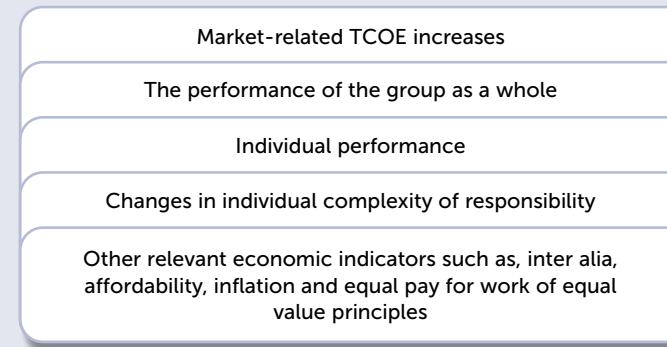 Market-related TCOE increases
The performance of the group as a whole
Individual performance
Changes in individual complexity of responsibility
Other relevant economic indicators such as, inter alia,
affordability, inflation and equal pay for work of equal
value principles